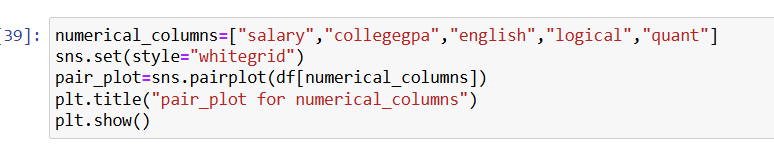 [39]: numerical_columns=["salary","collegegpa","english","logical","quant"]
sns.set(style="whitegrid")
pair_plot=sns.pairplot(df[numerical_columns])
plt.title("pair_plot for numerical_columns")
plt.show()